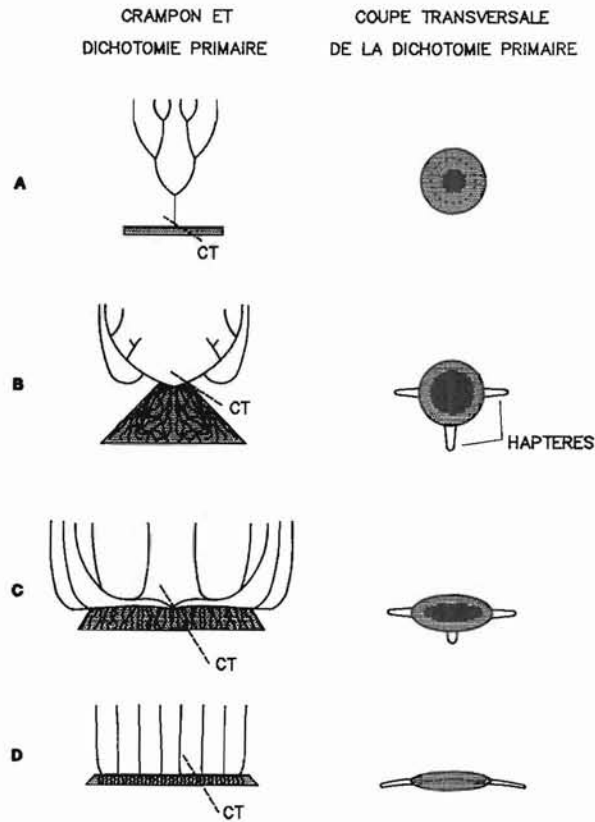 CRAMPON ET
DICHOTOMIE PRIMAIRE
COUPE TRANSVERSALE
DE LA DICHOTOMIE PRIMAIRE
A
CT
B
CT
HAPTERES
C
CT
D
CT